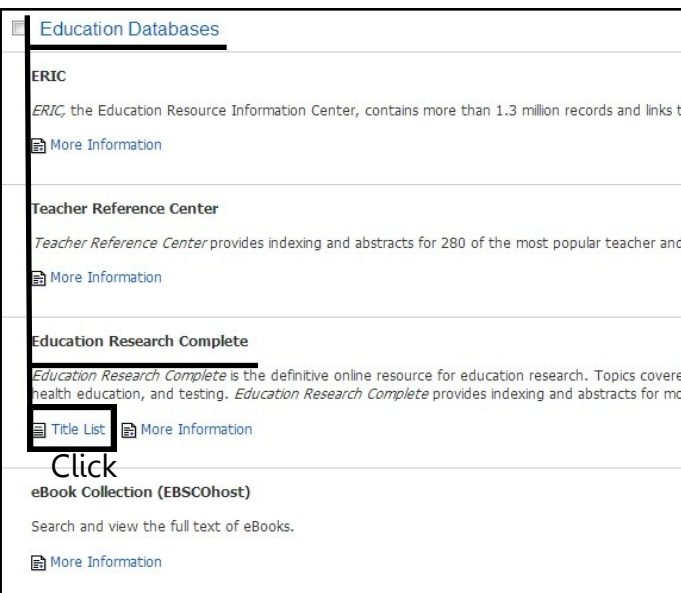 Education Databases
ERIC
ERIC, the Education Resource Information Center, contains more than 1.3 million records and links t
More Information
Teacher Reference Center
Teacher Reference Center provides indexing and abstracts for 280 of the most popular teacher and
More Information
Education Research Complete
Education Research Complete is the definitive online resource for education research. Topics covere
health education, and testing. Education Research Complete provides indexing and abstracts for mo
Title List More Information
Click
eBook Collection (EBSCOhost)
Search and view the full text of eBooks.
More Information